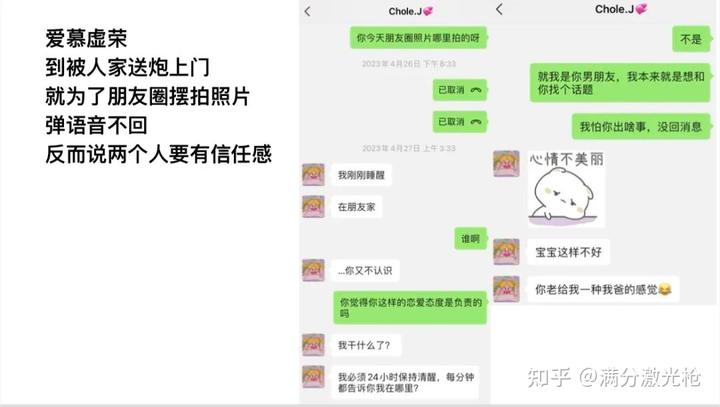 爱慕虚荣
到被人家送炮上门
就为了朋友圈摆拍照片
弹语音不回
反而说两个人要有信任感
Chole.J💞
你今天朋友圈照片哪里拍的呀
2023年4月26日 下午 8:33
已取消
已取消
2023年4月27日 上午 3:33
我刚刚睡醒
在朋友家
谁啊
...你又不认识
你觉得你这样的恋爱态度是负责的
吗
我干什么了？
我必须 24小时保持清醒，每分钟
都告诉你我在哪里？
Chole.J💞
不是
就我是你男朋友，我本来就是想和
你找个话题
我怕你出啥事，没回消息
心情不美丽
宝宝这样不好
你老给我一种我爸的感觉😂
知乎 @满分激光枪